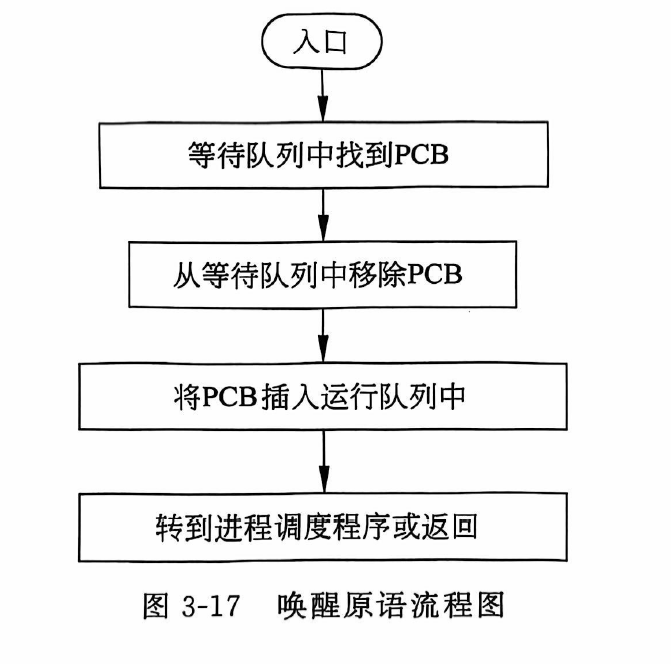 入口
等待队列中找到PCB
从等待队列中移除PCB
将PCB插入运行队列中
转到进程调度程序或返回
图 3-17 唤醒原语流程图